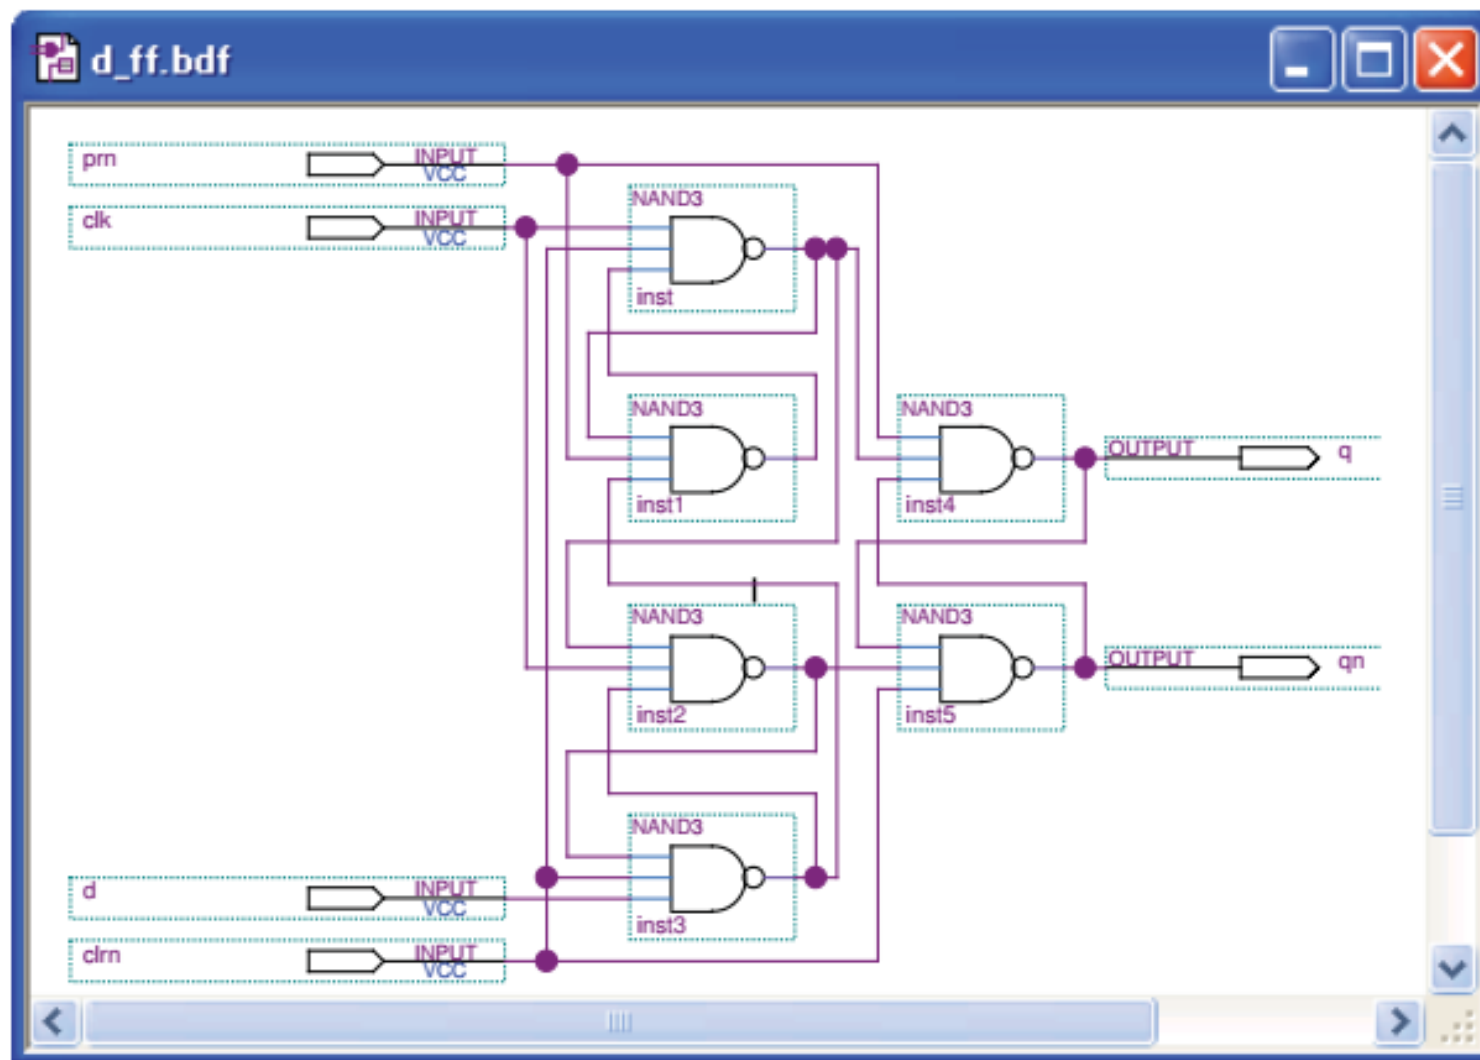 d_ff.bdf
prn
INPUT
VCC
clk
INPUT
VCC
NAND3
inst
NAND3
inst1
NAND3
inst4
OUTPUT
q
NAND3
inst2
NAND3
inst5
OUTPUT
qn
NAND3
inst3
d
INPUT
VCC
clrn
INPUT
VCC